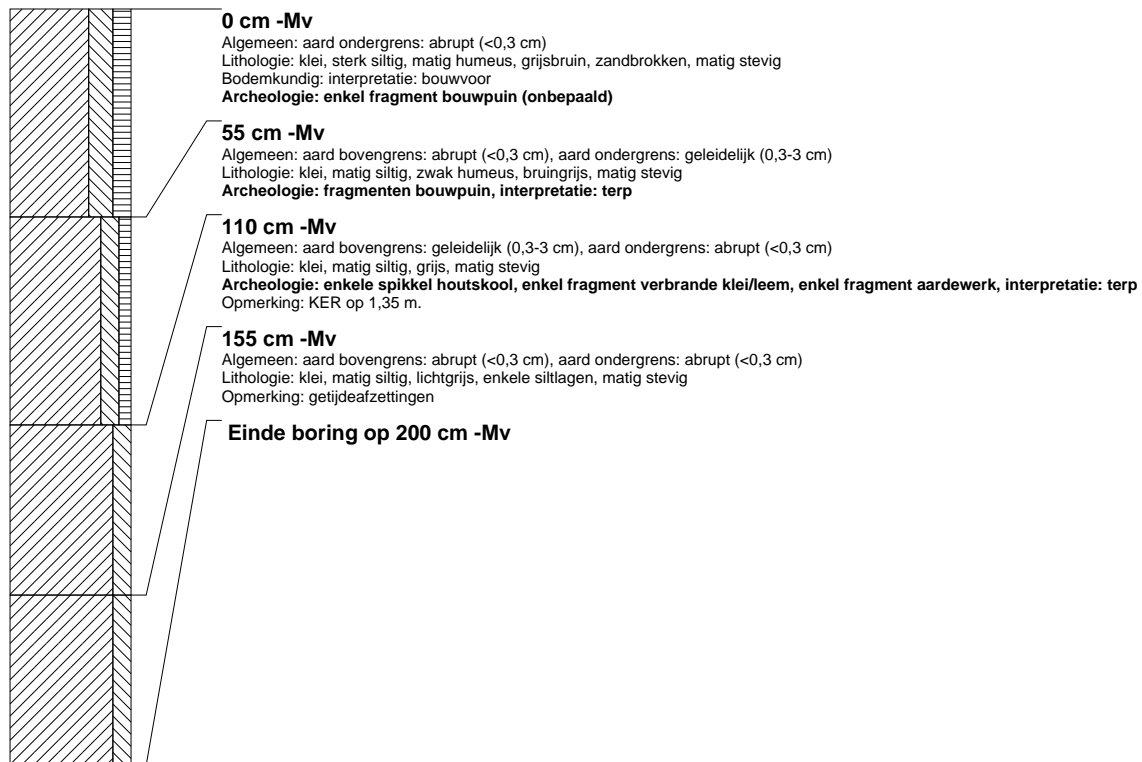 0 cm -Mv
Algemeen: aard ondergrens: abrupt (<0,3 cm)
Lithologie: klei, sterk siltig, matig humeus, grijsbruin, zandbrokken, matig stevig
Bodemkundig: interpretatie: bouwvoor
Archeologie: enkel fragment bouwpuin (onbepaald)
55 cm -Mv
Algemeen: aard bovengrens: abrupt (<0,3 cm), aard ondergrens: geleidelijk (0,3-3 cm)
Lithologie: klei, matig siltig, zwak humeus, bruingrijs, matig stevig
Archeologie: fragmenten bouwpuin, interpretatie: terp
110 cm -Mv
Algemeen: aard bovengrens: geleidelijk (0,3-3 cm), aard ondergrens: abrupt (<0,3 cm)
Lithologie: klei, matig siltig, grijs, matig stevig
Archeologie: enkele spikkel houtskool, enkel fragment verbrande klei/leem, enkel fragment aardewerk, interpretatie: terp
Opmerking: KER op 1,35 m.
155 cm -Mv
Algemeen: aard bovengrens: abrupt (<0,3 cm), aard ondergrens: abrupt (<0,3 cm)
Lithologie: klei, matig siltig, lichtgrijs, enkele siltlagen, matig stevig
Opmerking: getijdeafzettingen
Einde boring op 200 cm -Mv